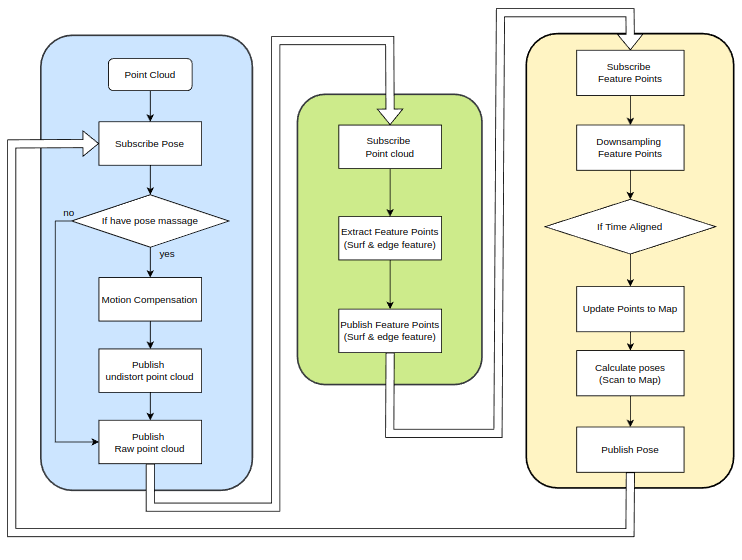 Point Cloud
Subscribe Pose
If have pose massage
no
yes
Motion Compensation
Publish
undistort point cloud
Publish
Raw point cloud
Subscribe
Point cloud
Extract Feature Points
(Surf & edge feature)
Publish Feature Points
(Surf & edge feature)
Subscribe
Feature Points
Downsampling
Feature Points
If Time Aligned
Update Points to Map
Calculate poses
(Scan to Map)
Publish Pose